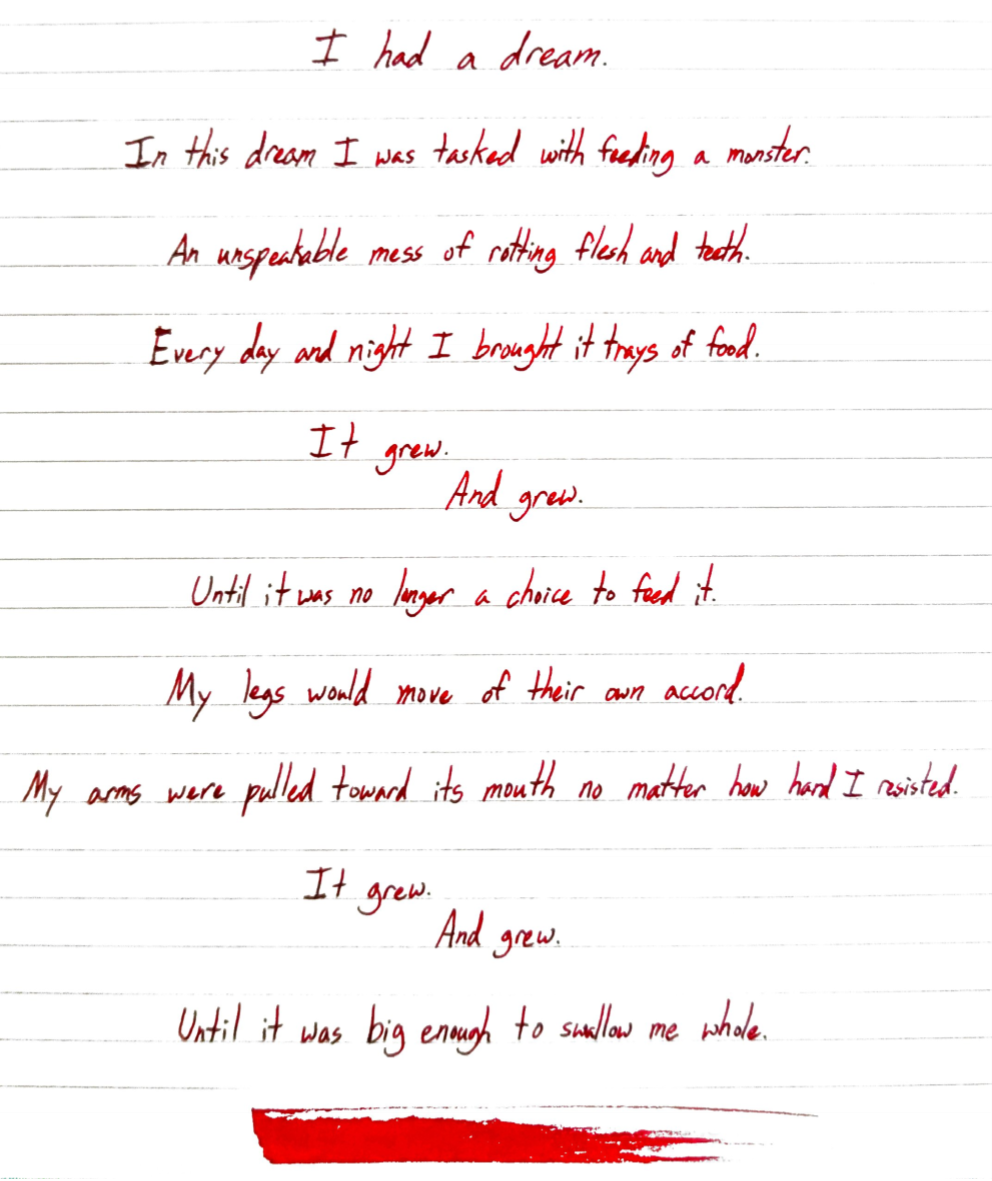 I had a dream.
In this dream I was tasked with feeding a monster.
An unspeakable mess of rotting flesh and teeth.
Every day and night I brought it trays of food.
It grew.
And grew.
Until it was no longer a choice to feed it.
My legs would move of their own accord.
My arms were pulled toward its mouth no matter how hard I resisted.
It grew.
And grew.
Until it was big enough to swallow me whole.